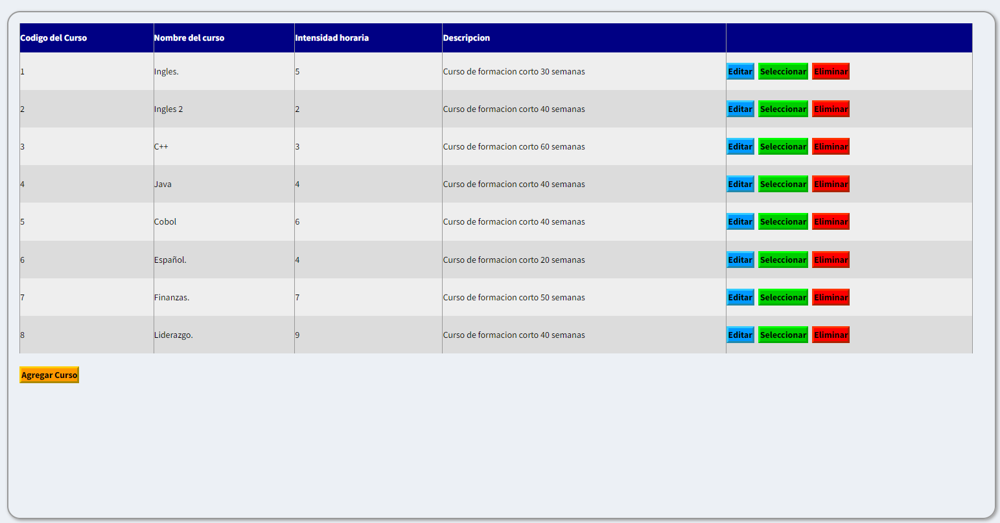 Codigo del Curso Nombre del curso Intensidad horaria Descripcion
1 Ingles. 5 Curso de formacion corto 30 semanas Editar Seleccionar Eliminar
2 Ingles 2 2 Curso de formacion corto 40 semanas Editar Seleccionar Eliminar
3 C++ 3 Curso de formacion corto 60 semanas Editar Seleccionar Eliminar
4 Java 4 Curso de formacion corto 40 semanas Editar Seleccionar Eliminar
5 Cobol 6 Curso de formacion corto 40 semanas Editar Seleccionar Eliminar
6 Español. 4 Curso de formacion corto 20 semanas Editar Seleccionar Eliminar
7 Finanzas. 7 Curso de formacion corto 50 semanas Editar Seleccionar Eliminar
8 Liderazgo. 9 Curso de formacion corto 40 semanas Editar Seleccionar Eliminar
Agregar Curso